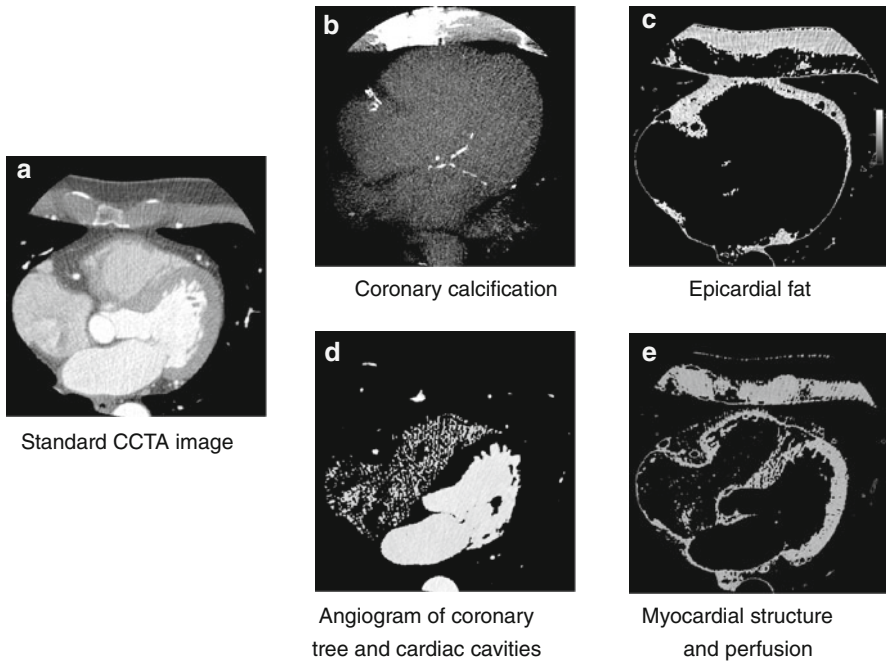 a
Standard CCTA image
b
Coronary calcification
c
Epicardial fat
d
Angiogram of coronary
tree and cardiac cavities
e
Myocardial structure
and perfusion